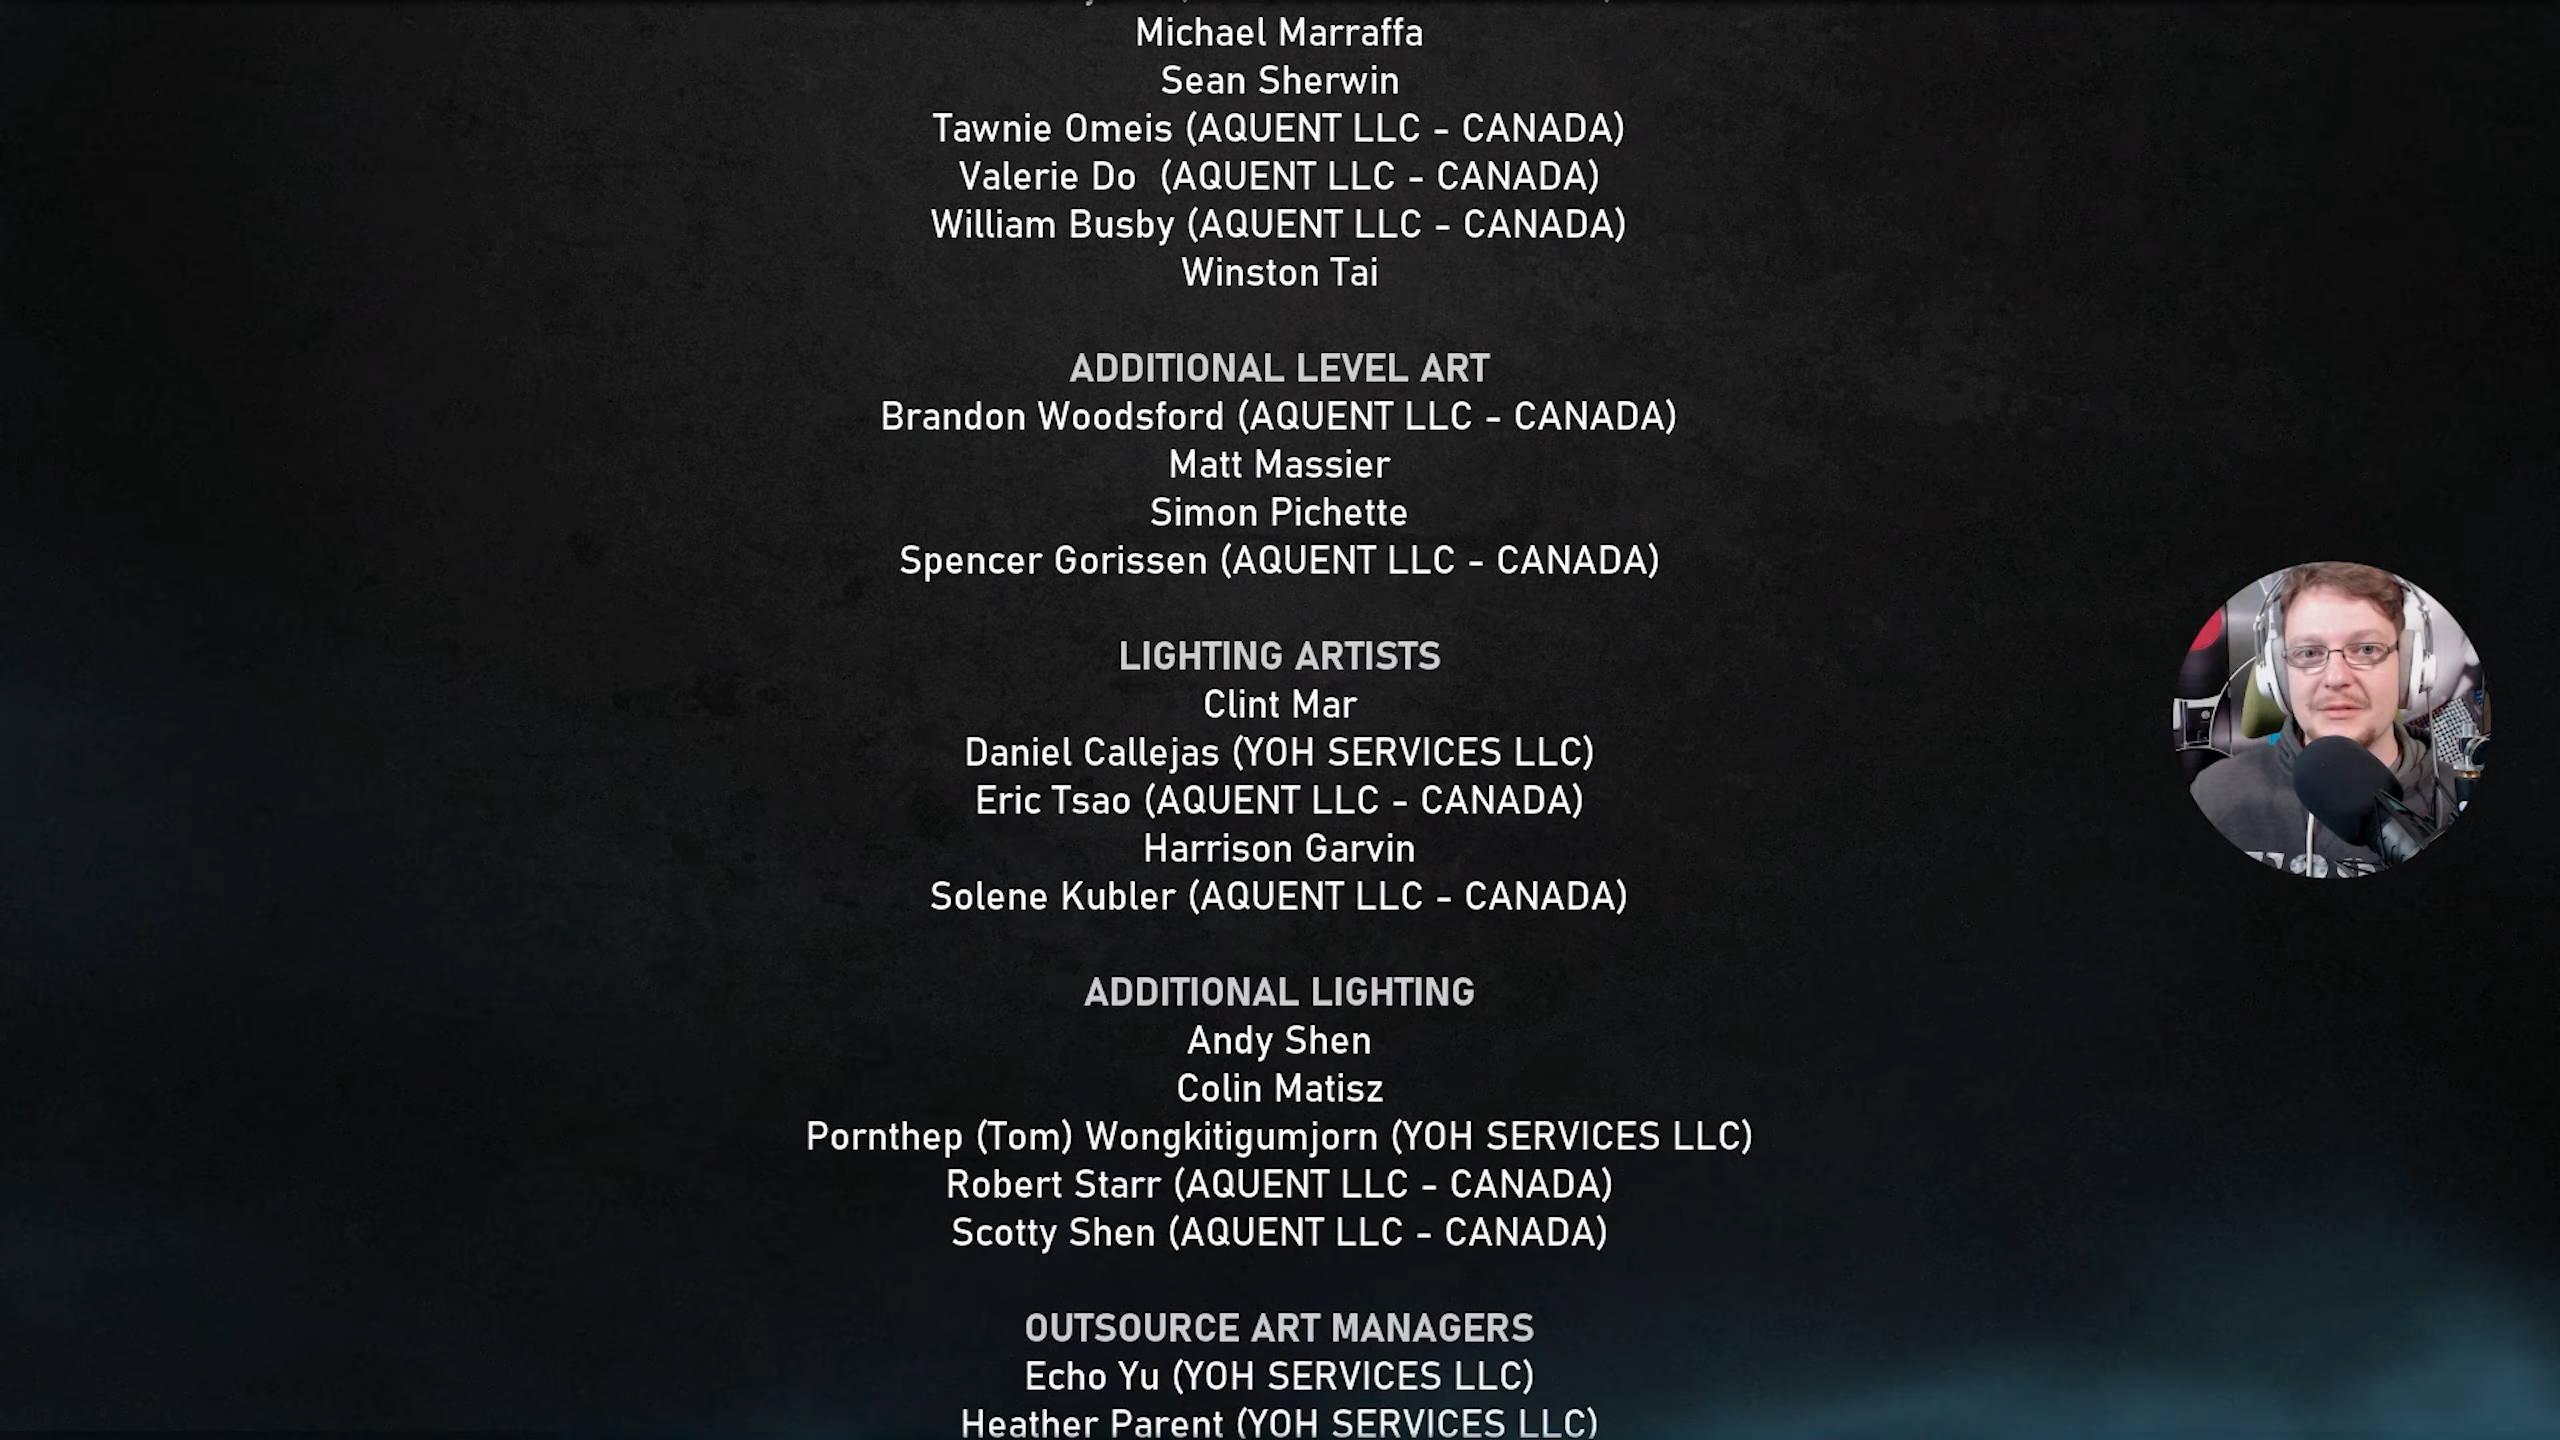 Michael Marraffa
Sean Sherwin
Tawnie Omeis (AQUENT LLC - CANADA)
Valerie Do  (AQUENT LLC - CANADA)
William Busby (AQUENT LLC - CANADA)
Winston Tai
ADDITIONAL LEVEL ART
Brandon Woodsford (AQUENT LLC - CANADA)
Matt Massier
Simon Pichette
Spencer Gorissen (AQUENT LLC - CANADA)
LIGHTING ARTISTS
Clint Mar
Daniel Callejas (YOH SERVICES LLC)
Eric Tsao (AQUENT LLC - CANADA)
Harrison Garvin
Solene Kubler (AQUENT LLC - CANADA)
ADDITIONAL LIGHTING
Andy Shen
Colin Matisz
Pornthep (Tom) Wongkitigumjorn (YOH SERVICES LLC)
Robert Starr (AQUENT LLC - CANADA)
Scotty Shen (AQUENT LLC - CANADA)
OUTSOURCE ART MANAGERS
Echo Yu (YOH SERVICES LLC)
Heather Parent (YOH SERVICES LLC)